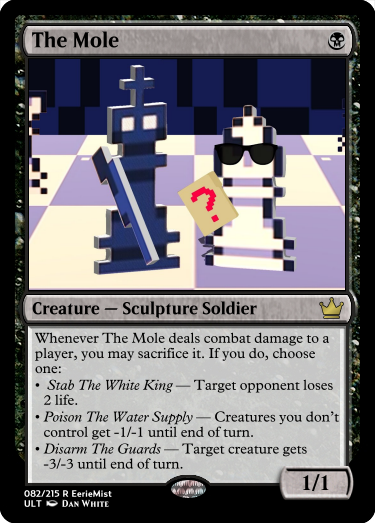 The Mole
?
Creature — Sculpture Soldier
Whenever The Mole deals combat damage to a
player, you may sacrifice it. If you do, choose
one:
• Stab The White King — Target opponent loses
2 life.
• Poison The Water Supply — Creatures you don't
control get -1/-1 until end of turn.
• Disarm The Guards — Target creature gets
-3/-3 until end of turn.
1/1
082/215 R EerieMist
ULT Dan White